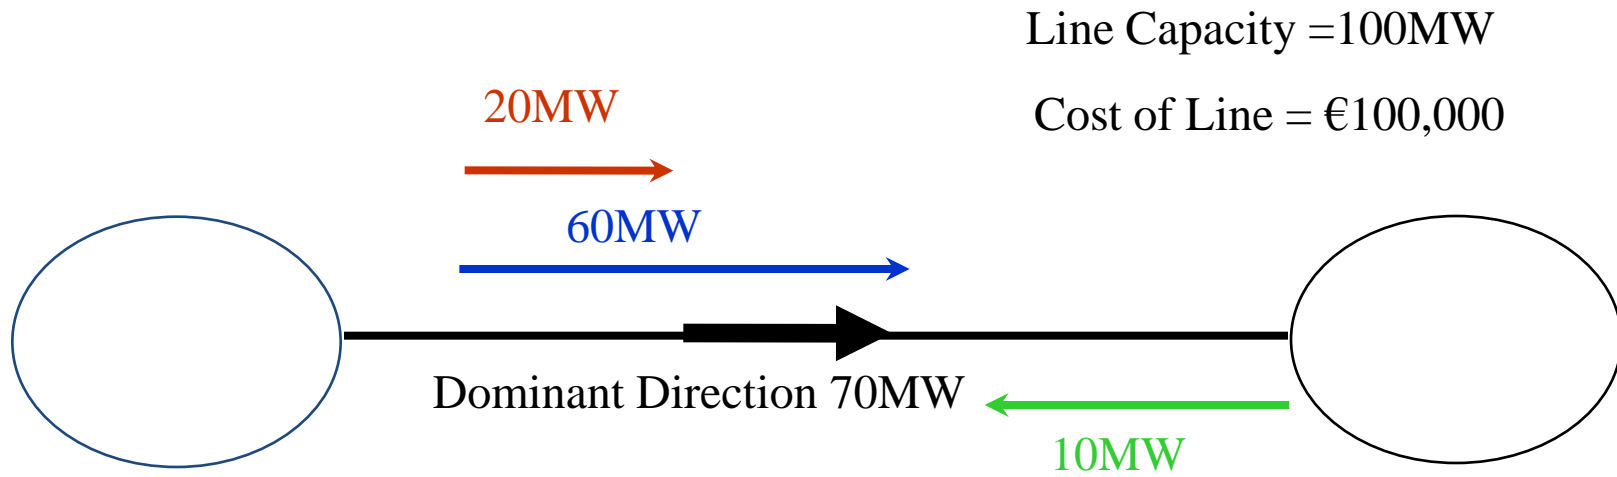 Line Capacity =100MW
Cost of Line = €100,000
20MW
60MW
Dominant Direction 70MW
10MW